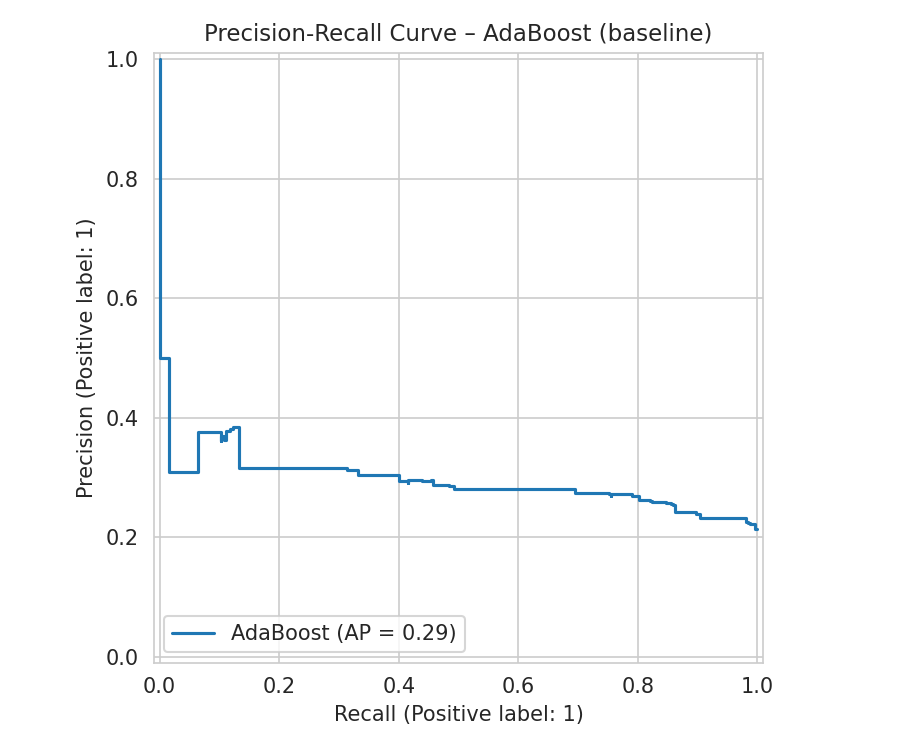 Precision-Recall Curve – AdaBoost (baseline)
Precision (Positive label: 1)
1.0
0.8
0.6
0.4
0.2
0.0
AdaBoost (AP = 0.29)
0.0 0.2 0.4 0.6 0.8 1.0
Recall (Positive label: 1)